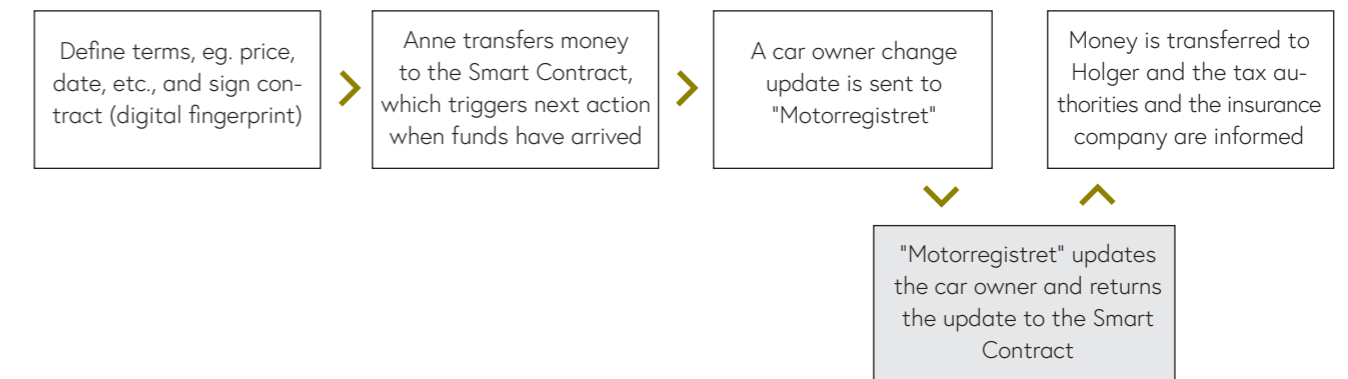 Define terms, eg. price,
date, etc., and sign con-
tract (digital fingerprint)
Anne transfers money
to the Smart Contract,
which triggers next action
when funds have arrived
A car owner change
update is sent to
"Motorregistret"
Money is transferred to
Holger and the tax au-
thorities and the insurance
company are informed
"Motorregistret" updates
the car owner and returns
the update to the Smart
Contract